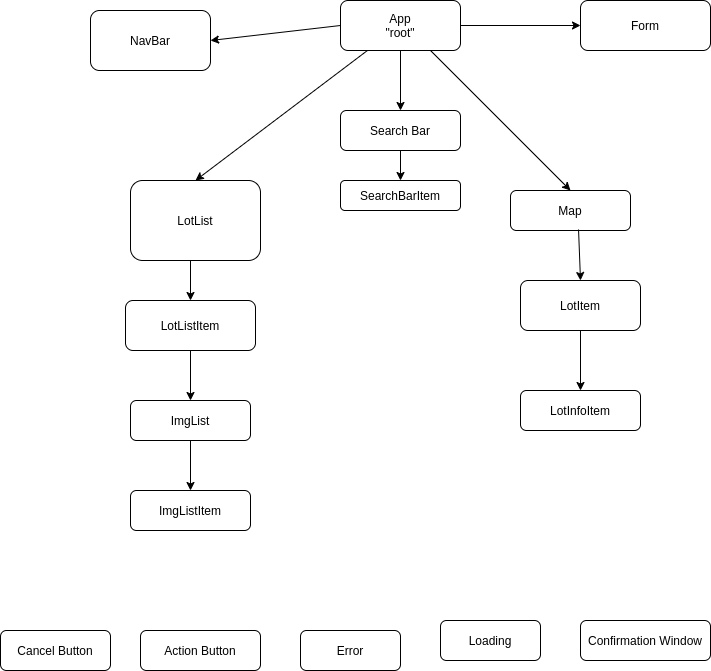 App
"root"
NavBar
Form
Search Bar
SearchBarItem
LotList
Map
LotListItem
LotItem
ImgList
LotInfoItem
ImgListItem
Cancel Button
Action Button
Error
Loading
Confirmation Window